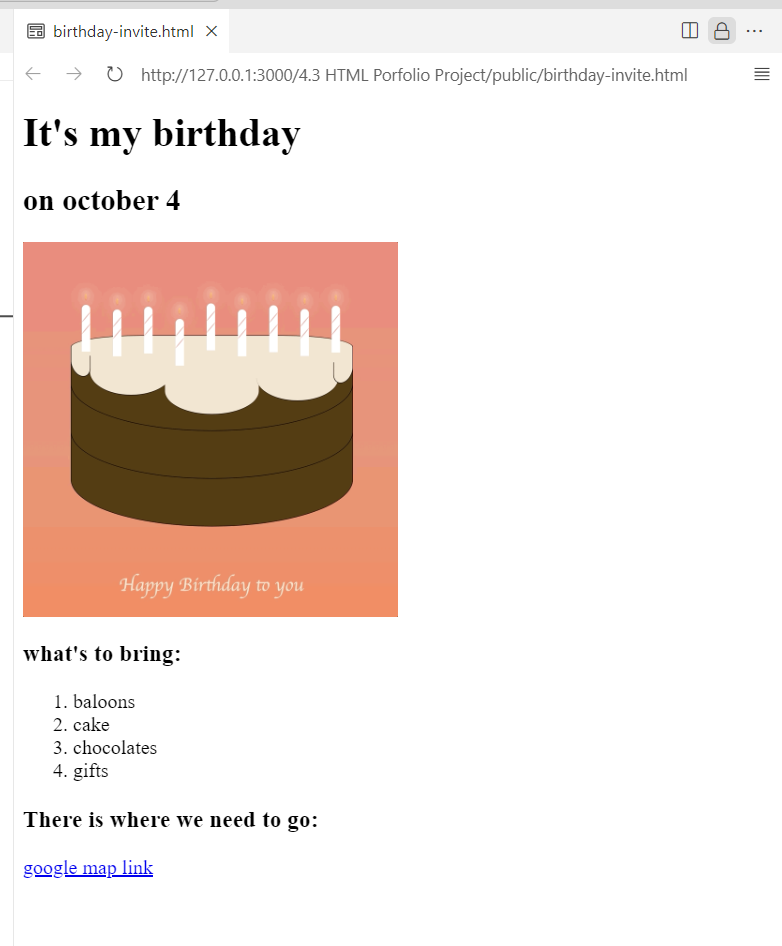 birthday-invite.html
http://127.0.0.1:3000/4.3 HTML Porfolio Project/public/birthday-invite.html
It's my birthday
on october 4
Happy Birthday to you
what's to bring:
1. baloons
2. cake
3. chocolates
4. gifts
There is where we need to go:
google map link